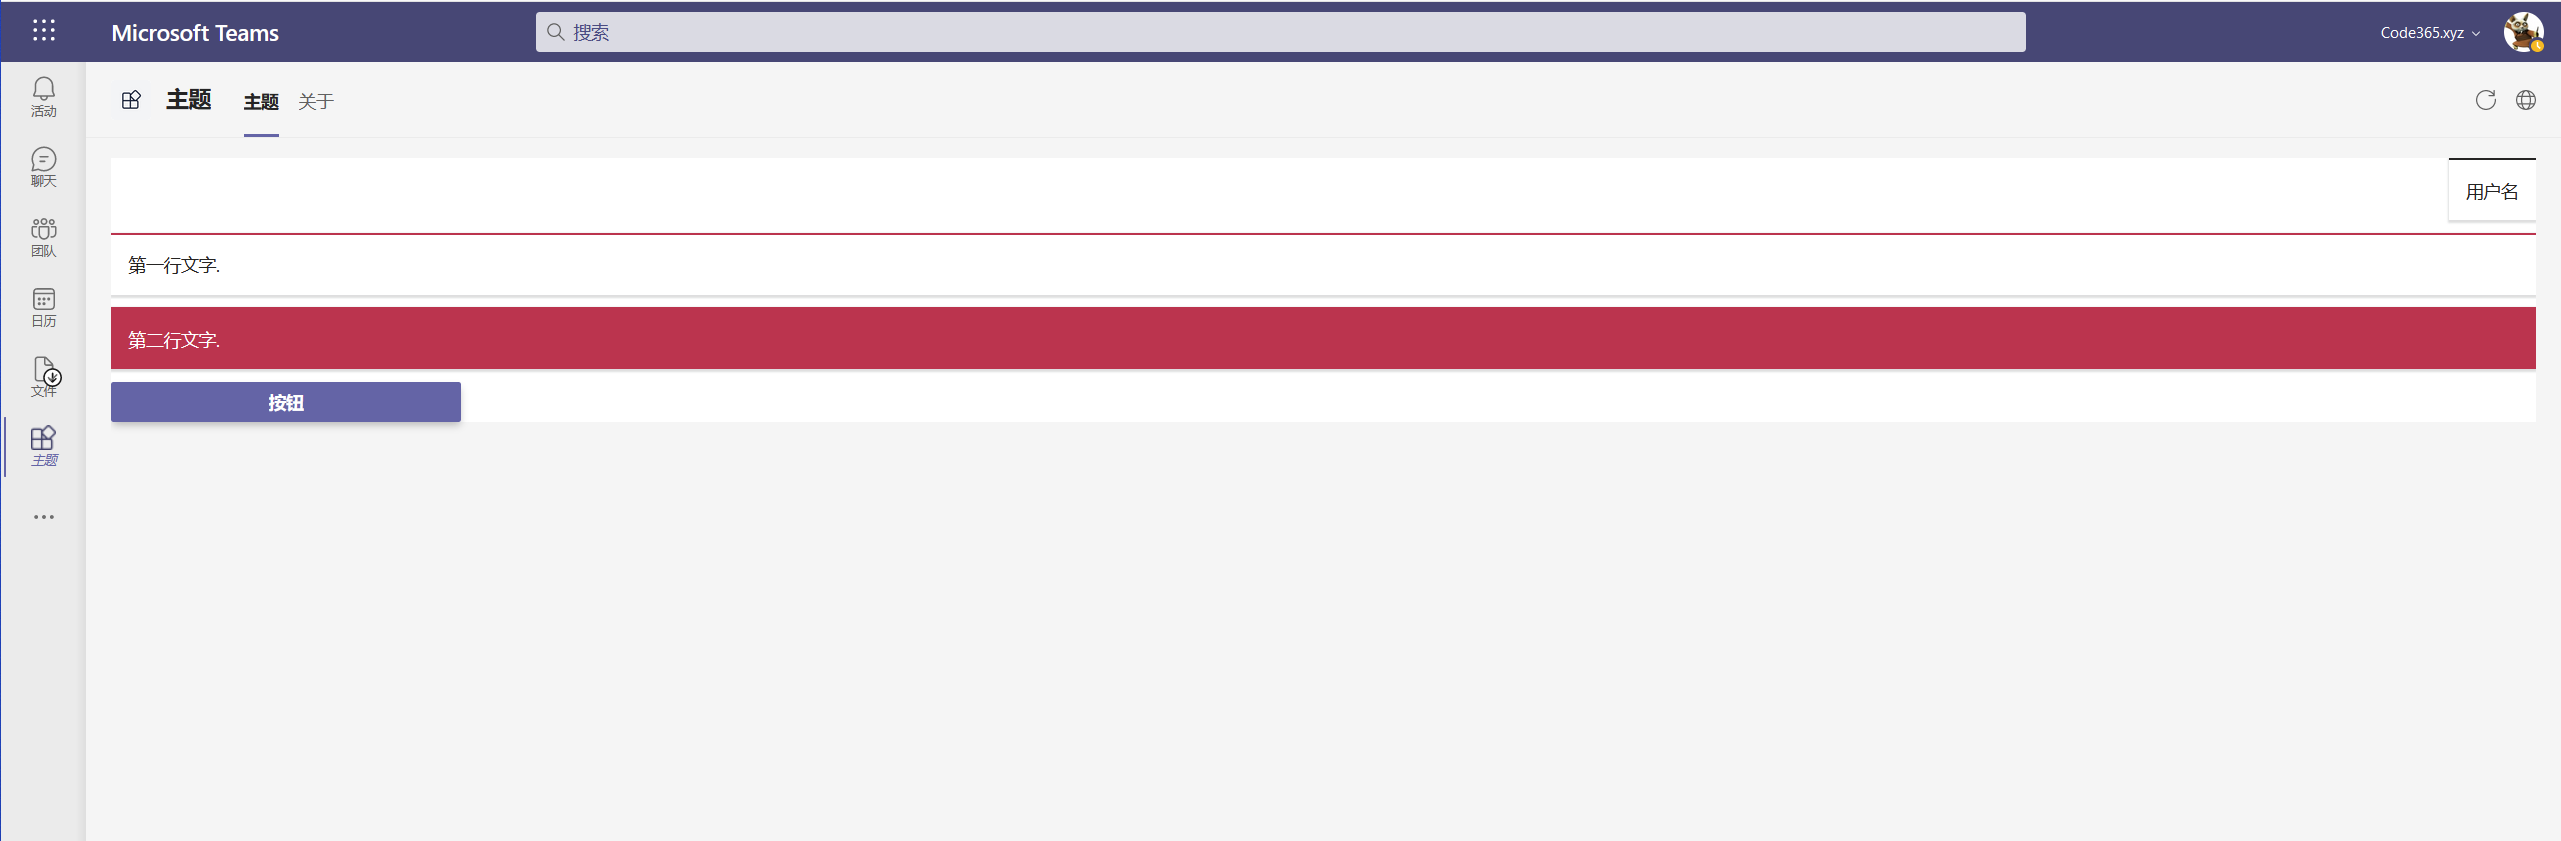 Microsoft Teams
搜索
Code365.xyz
活动
聊天
团队
日历
文件
主题
主题
主题
关于
用户名
第一行文字.
第二行文字.
按钮